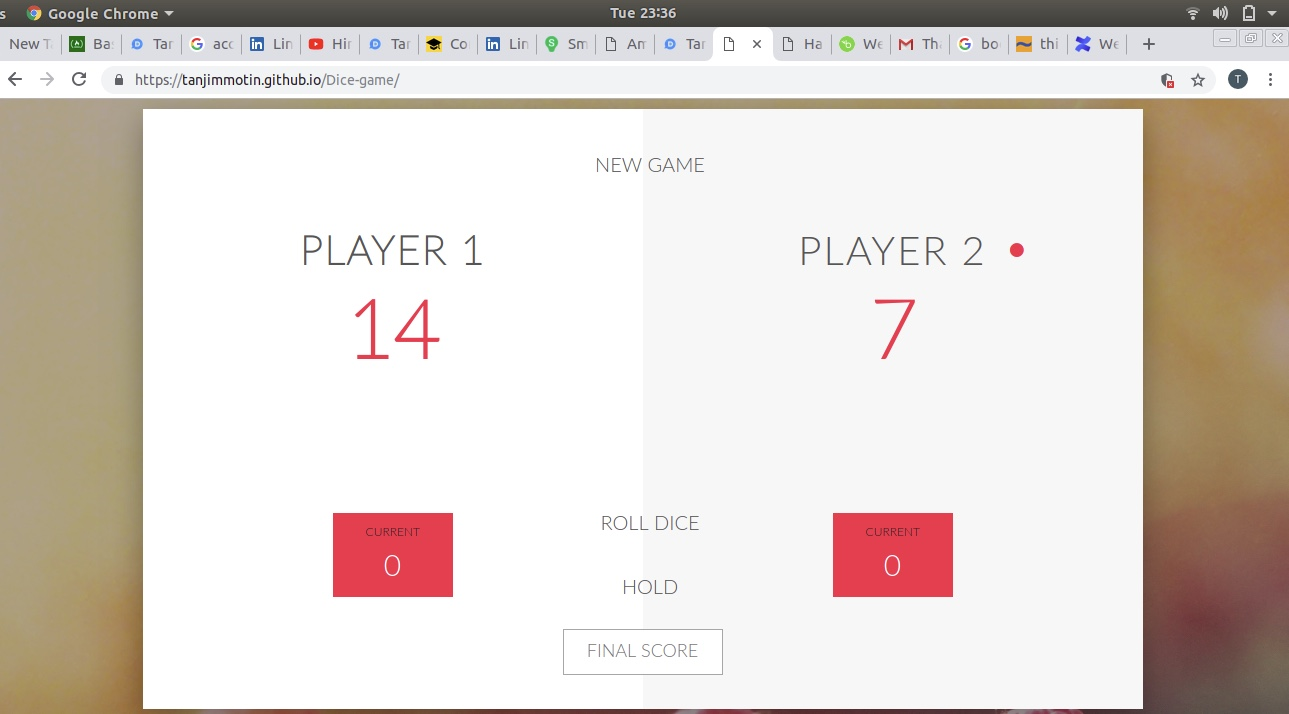 s Google Chrome Tue 23:36
New T Ba Tar acc Lin Hir Tar Co Lin Sm Am Tar Ha We Th bo thi We
https://tanjimmotin.github.io/Dice-game/ T
NEW GAME
PLAYER 1
14
PLAYER 2
7
CURRENT
0
ROLL DICE
HOLD
FINAL SCORE
CURRENT
0